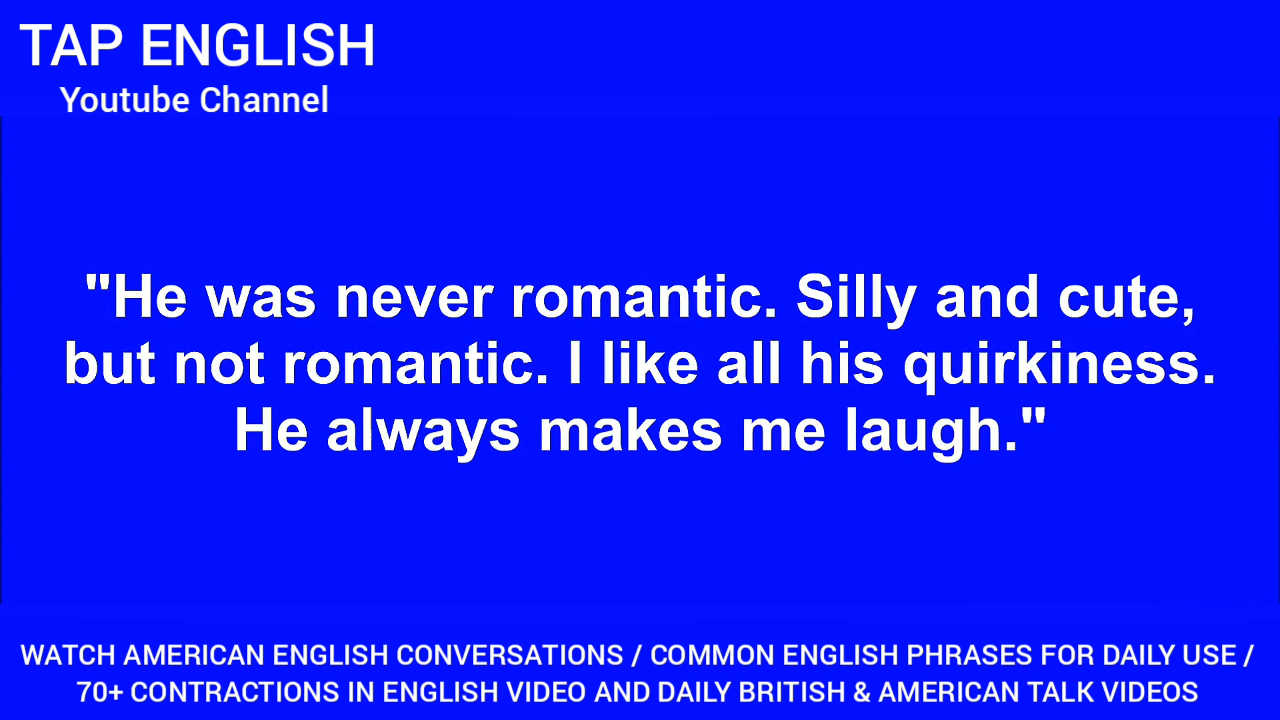 TAP ENGLISH
Youtube Channel
"He was never romantic. Silly and cute,
but not romantic. I like all his quirkiness.
He always makes me laugh."
WATCH AMERICAN ENGLISH CONVERSATIONS / COMMON ENGLISH PHRASES FOR DAILY USE /
70+ CONTRACTIONS IN ENGLISH VIDEO AND DAILY BRITISH & AMERICAN TALK VIDEOS